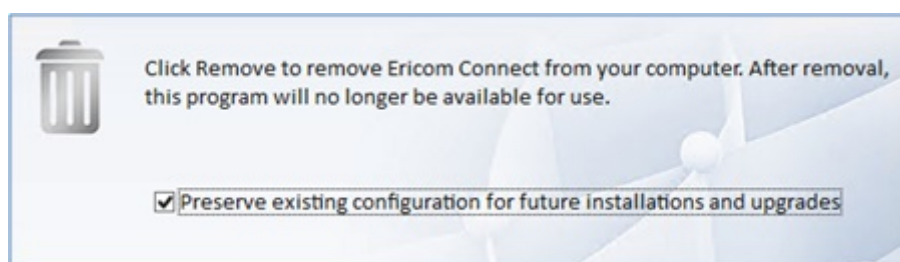 Click Remove to remove Ericom Connect from your computer. After removal,
this program will no longer be available for use.
Preserve existing configuration for future installations and upgrades